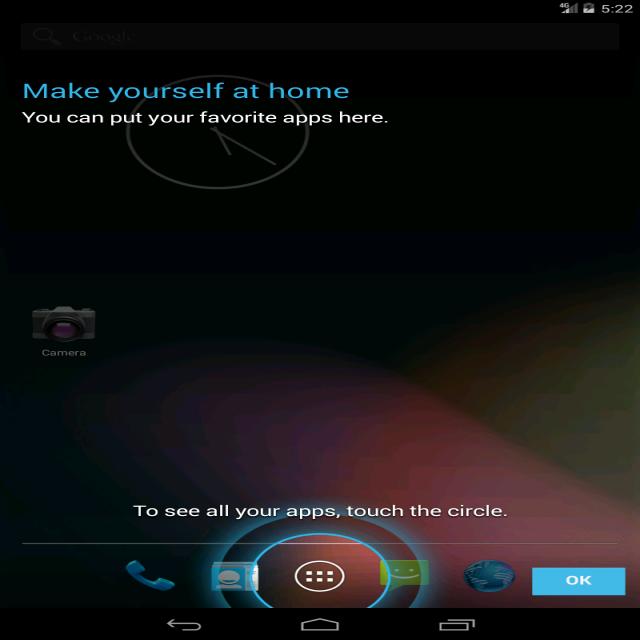 4G 5:22
Google
Make yourself at home
You can put your favorite apps here.
Camera
To see all your apps, touch the circle.
OK